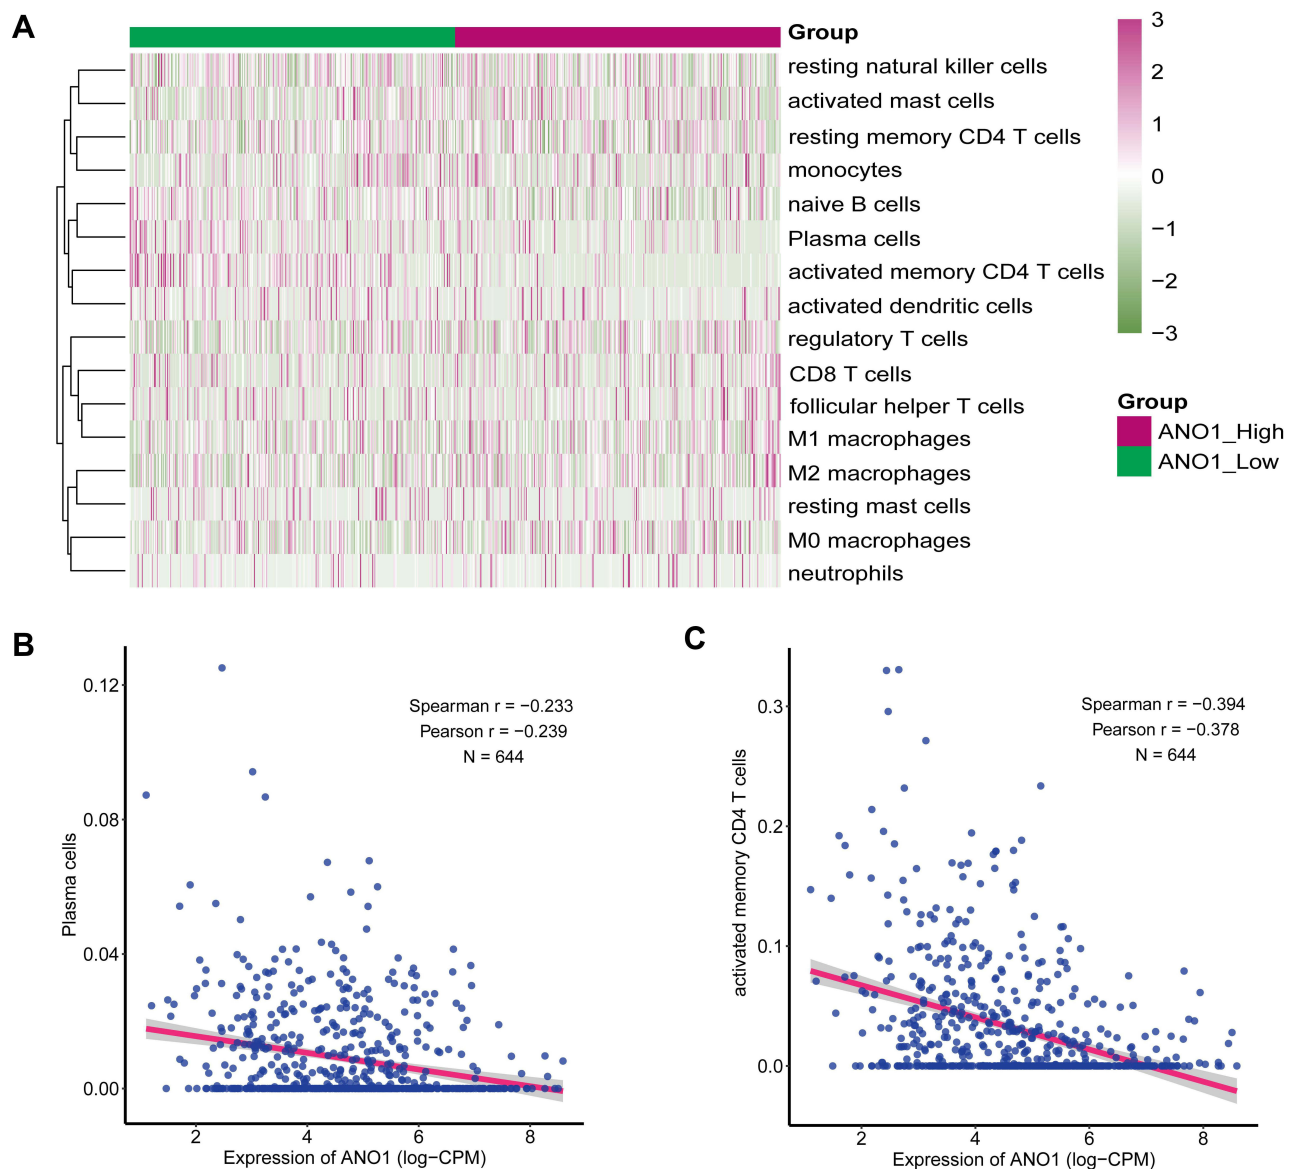 A
Group
resting natural killer cells
activated mast cells
resting memory CD4 T cells
monocytes
naive B cells
Plasma cells
activated memory CD4 T cells
activated dendritic cells
regulatory T cells
CD8 T cells
follicular helper T cells
M1 macrophages
M2 macrophages
resting mast cells
M0 macrophages
neutrophils
3
2
1
0
−1
−2
−3
Group
ANO1_High
ANO1_Low
B
Spearman r = −0.233
Pearson r = −0.239
N = 644
Plasma cells
0.12
0.08
0.04
0.00
2 4 6 8
Expression of ANO1 (log−CPM)
C
Spearman r = −0.394
Pearson r = −0.378
N = 644
activated memory CD4 T cells
0.3
0.2
0.1
0.0
2 4 6 8
Expression of ANO1 (log−CPM)